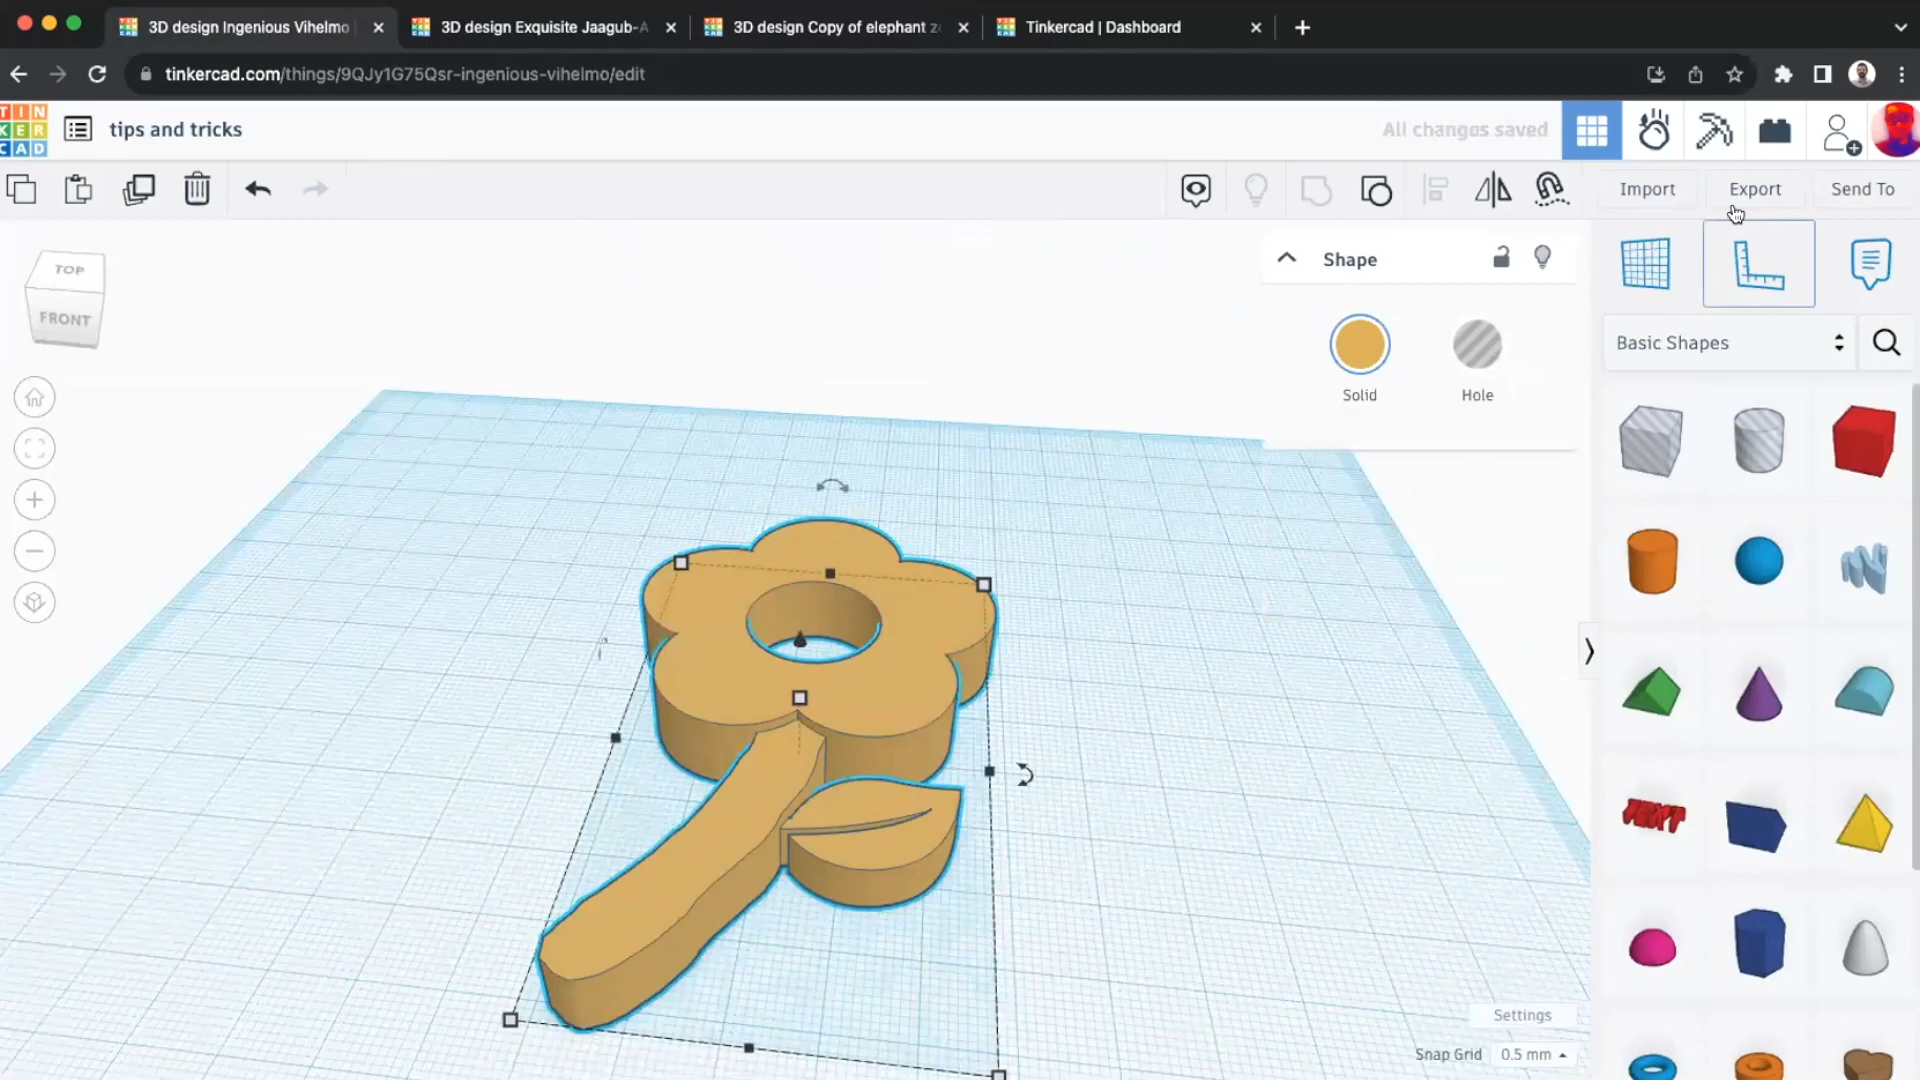 3D design Ingenious Vihelmo
3D design Exquisite Jaagub-A
3D design Copy of elephant
Tinkercad | Dashboard
tinkercad.com/things/9QJy1G75Qsr-ingenious-vihelmo/edit
TIN
KER
CAD
tips and tricks
All changes saved
Import
Export
Send To
TOP
FRONT
Shape
Solid
Hole
Basic Shapes
TEXT
Settings
Snap Grid
0.5 mm